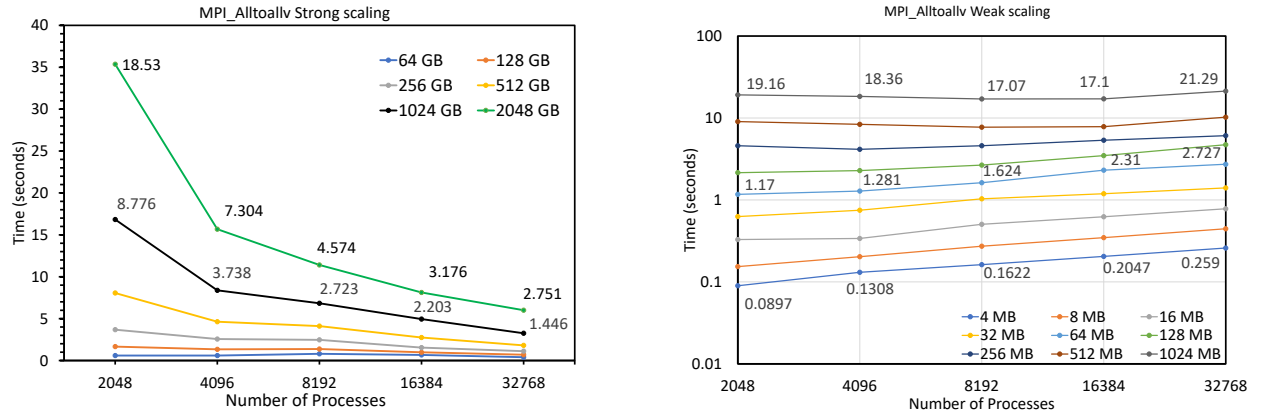 MPI_Alltoallv Strong scaling
40
35
30
25
20
15
10
5
0
Time (seconds)
64 GB 128 GB
256 GB 512 GB
1024 GB 2048 GB
18.53
7.304
4.574
3.176
2.751
8.776
3.738
2.723
2.203
1.446
2048 4096 8192 16384 32768
Number of Processes
MPI_Alltoallv Weak scaling
100
10
1
0.1
0.01
Time (seconds)
19.16 18.36 17.07 17.1 21.29
1.17 1.281 1.624 2.31 2.727
0.0897 0.1308 0.1622 0.2047 0.259
4 MB 8 MB 16 MB
32 MB 64 MB 128 MB
256 MB 512 MB 1024 MB
2048 4096 8192 16384 32768
Number of Processes